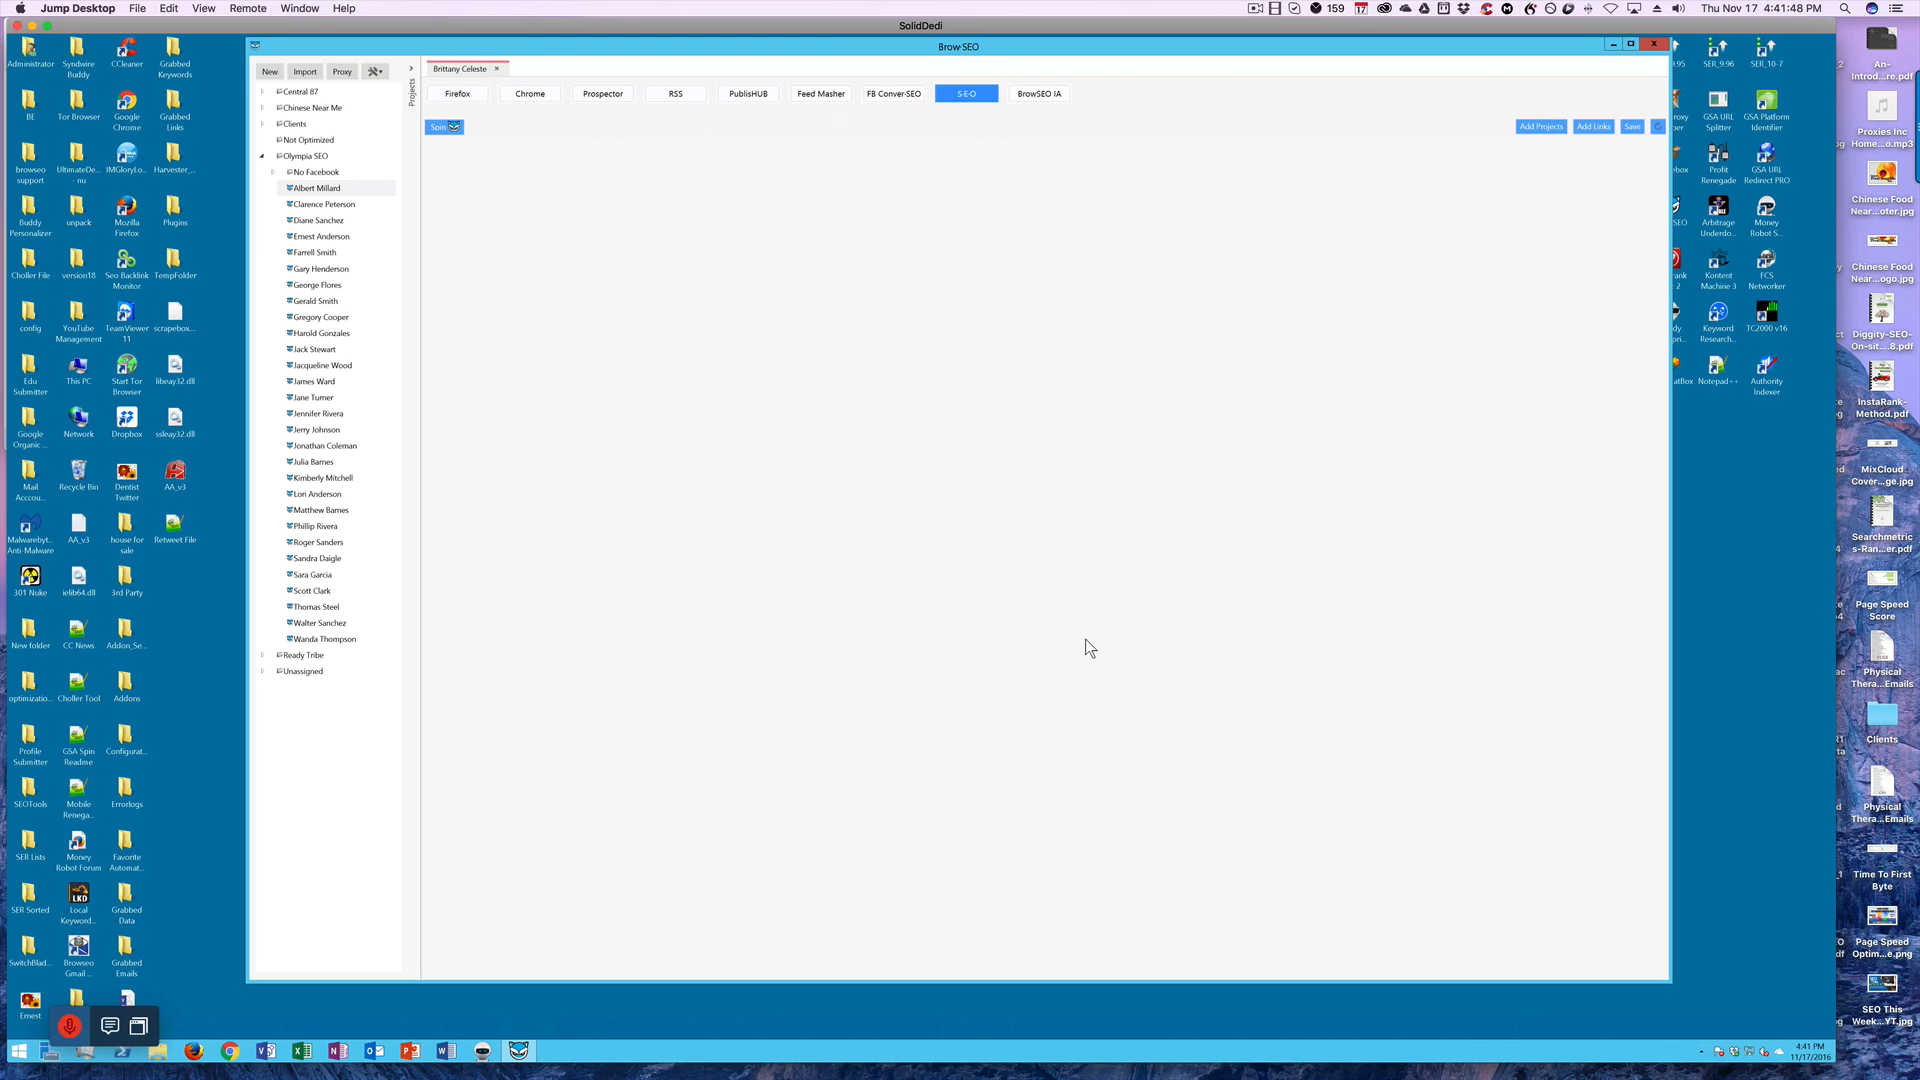 Jump Desktop File Edit View Remote Window Help
159
17
Thu Nov 17 4:41:48 PM
SolidDedi
Brow·SEO
New Import Proxy
Projects
Brittany Celeste
Firefox Chrome Prospector RSS PublisHUB Feed Masher FB Conver·SEO S·E·O BrowSEO IA
Spin
Add Projects Add Links Save
Central 87
Chinese Near Me
Clients
Not Optimized
Olympia SEO
No Facebook
Albert Millard
Clarence Peterson
Diane Sanchez
Ernest Anderson
Farrell Smith
Gary Henderson
George Flores
Gerald Smith
Gregory Cooper
Harold Gonzales
Jack Stewart
Jacqueline Wood
James Ward
Jane Turner
Jennifer Rivera
Jerry Johnson
Jonathan Coleman
Julia Barnes
Kimberly Mitchell
Lori Anderson
Matthew Barnes
Phillip Rivera
Roger Sanders
Sandra Daigle
Sara Garcia
Scott Clark
Thomas Steel
Walter Sanchez
Wanda Thompson
Ready Tribe
Unassigned
Administrator
Syndwire Buddy
CCleaner
Grabbed Keywords
BE
Tor Browser
Google Chrome
Grabbed Links
browseo support
UltimateDe... - nu
IMGloryLo...
Harvester_...
Buddy Personalizer
unpack
Mozilla Firefox
Plugins
Choller File
version18
Seo Backlink Monitor
TempFolder
config
YouTube Management
TeamViewer 11
scrapebox....
Edu Submitter
This PC
Start Tor Browser
libeay32.dll
Google Organic ...
Network
Dropbox
ssleay32.dll
Mail Acccou...
Recycle Bin
Dentist Twitter
AA_v3
Malwarebyt... Anti-Malware
AA_v3
house for sale
Retweet File
301 Nuke
ielib64.dll
3rd Party
New folder
CC News
Addon_Se...
optimizatio...
Choller Tool
Addons
Profile Submitter
GSA Spin Readme
Configurat...
SEOTools
Mobile Renega...
Errorlogs
SER Lists
Money Robot Forum
Favorite Automat...
SER Sorted
LKD
Local Keyword...
Grabbed Data
SwitchBlad...
Browseo Gmail ...
Grabbed Emails
Ernest
SER_9.96
SER_10-7
GSA URL Splitter
GSA Platform Identifier
Profit Renegade
GSA URL Redirect PRO
Arbitrage Underdo...
Money Robot S...
Kontent Machine 3
FCS Networker
Keyword Research...
TC2000 v16
Notepad++
Authority Indexer
An-Introd...re.pdf
Proxies Inc Home...o.mp3
Chinese Food Near...oter.jpg
Chinese Food Near...ogo.jpg
Diggity-SEO-On-sit....8.pdf
InstaRank-Method.pdf
MixCloud Cover...ge.jpg
Searchmetrics-Ran...er.pdf
Page Speed Score
Physical Thera...Emails
Clients
Physical Thera...Emails
Time To First Byte
Page Speed Optim...e.png
SEO This Week...YT.jpg
4:41 PM
11/17/2016